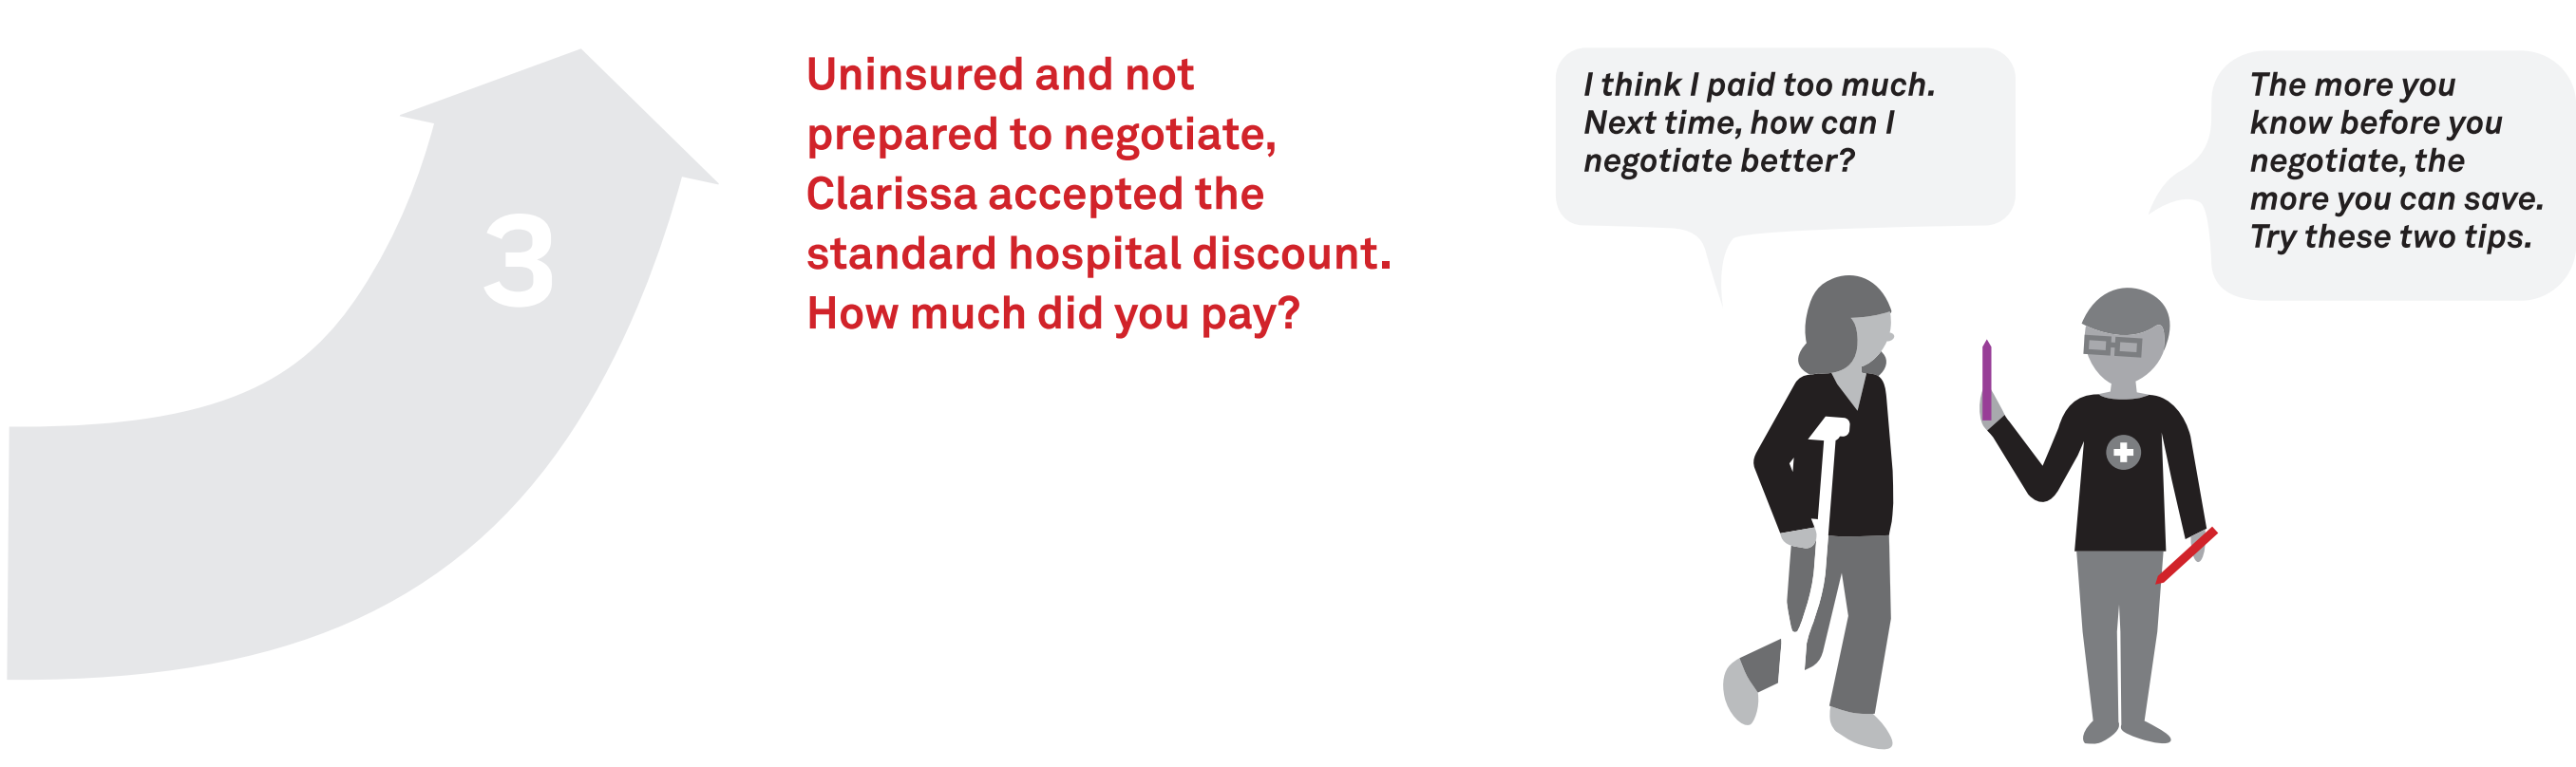 3
Uninsured and not
prepared to negotiate,
Clarissa accepted the
standard hospital discount.
How much did you pay?
I think I paid too much.
Next time, how can I
negotiate better?
The more you
know before you
negotiate, the
more you can save.
Try these two tips.